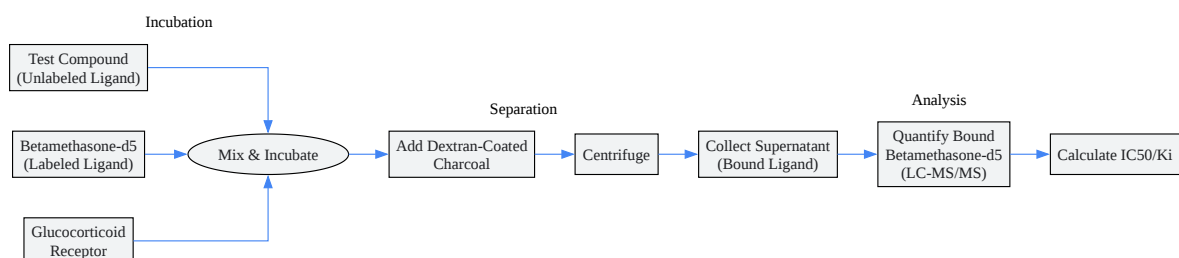 Incubation
Test Compound
(Unlabeled Ligand)
Betamethasone-d5
(Labeled Ligand)
Glucocorticoid
Receptor
Mix & Incubate
Separation
Add Dextran-Coated
Charcoal
Centrifuge
Collect Supernatant
(Bound Ligand)
Analysis
Quantify Bound
Betamethasone-d5
(LC-MS/MS)
Calculate IC50/Ki